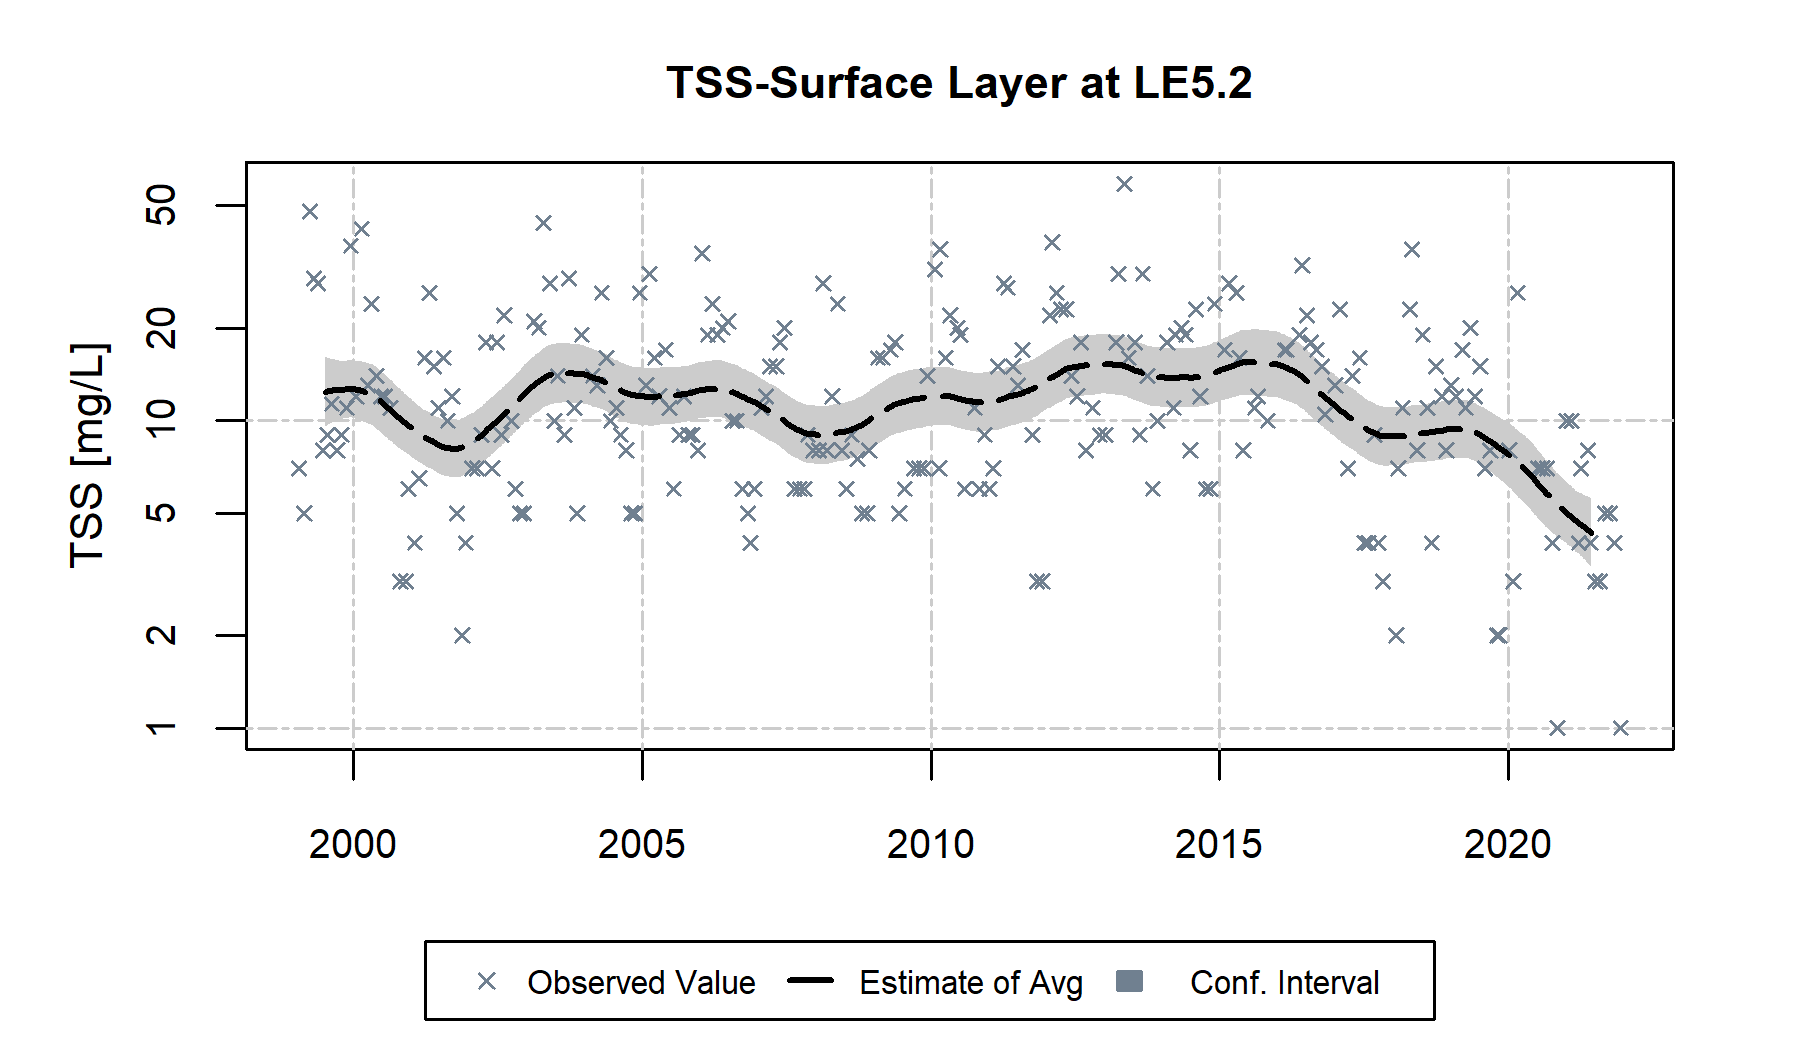 TSS-Surface Layer at LE5.2
TSS [mg/L]
50
20
10
5
2
1
2000 2005 2010 2015 2020
Observed Value Estimate of Avg Conf. Interval